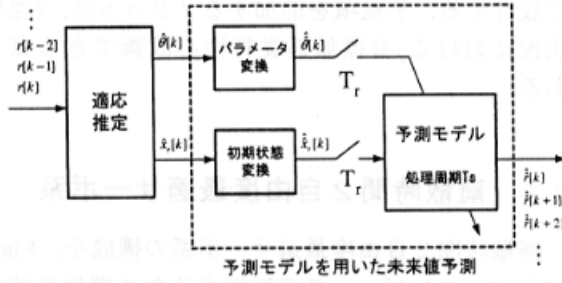 r[k−2]
r[k−1]
r[k]
適応
推定
θ̂[k]
x̂ᵣ[k]
パラメータ
変換
初期状態
変換
θ̂[k]
x̂ᵣ[k]
Tᵣ
Tᵣ
予測モデル
処理周期Ts
r̂[k]
r̂[k+1]
r̂[k+2]
予測モデルを用いた未来値予測